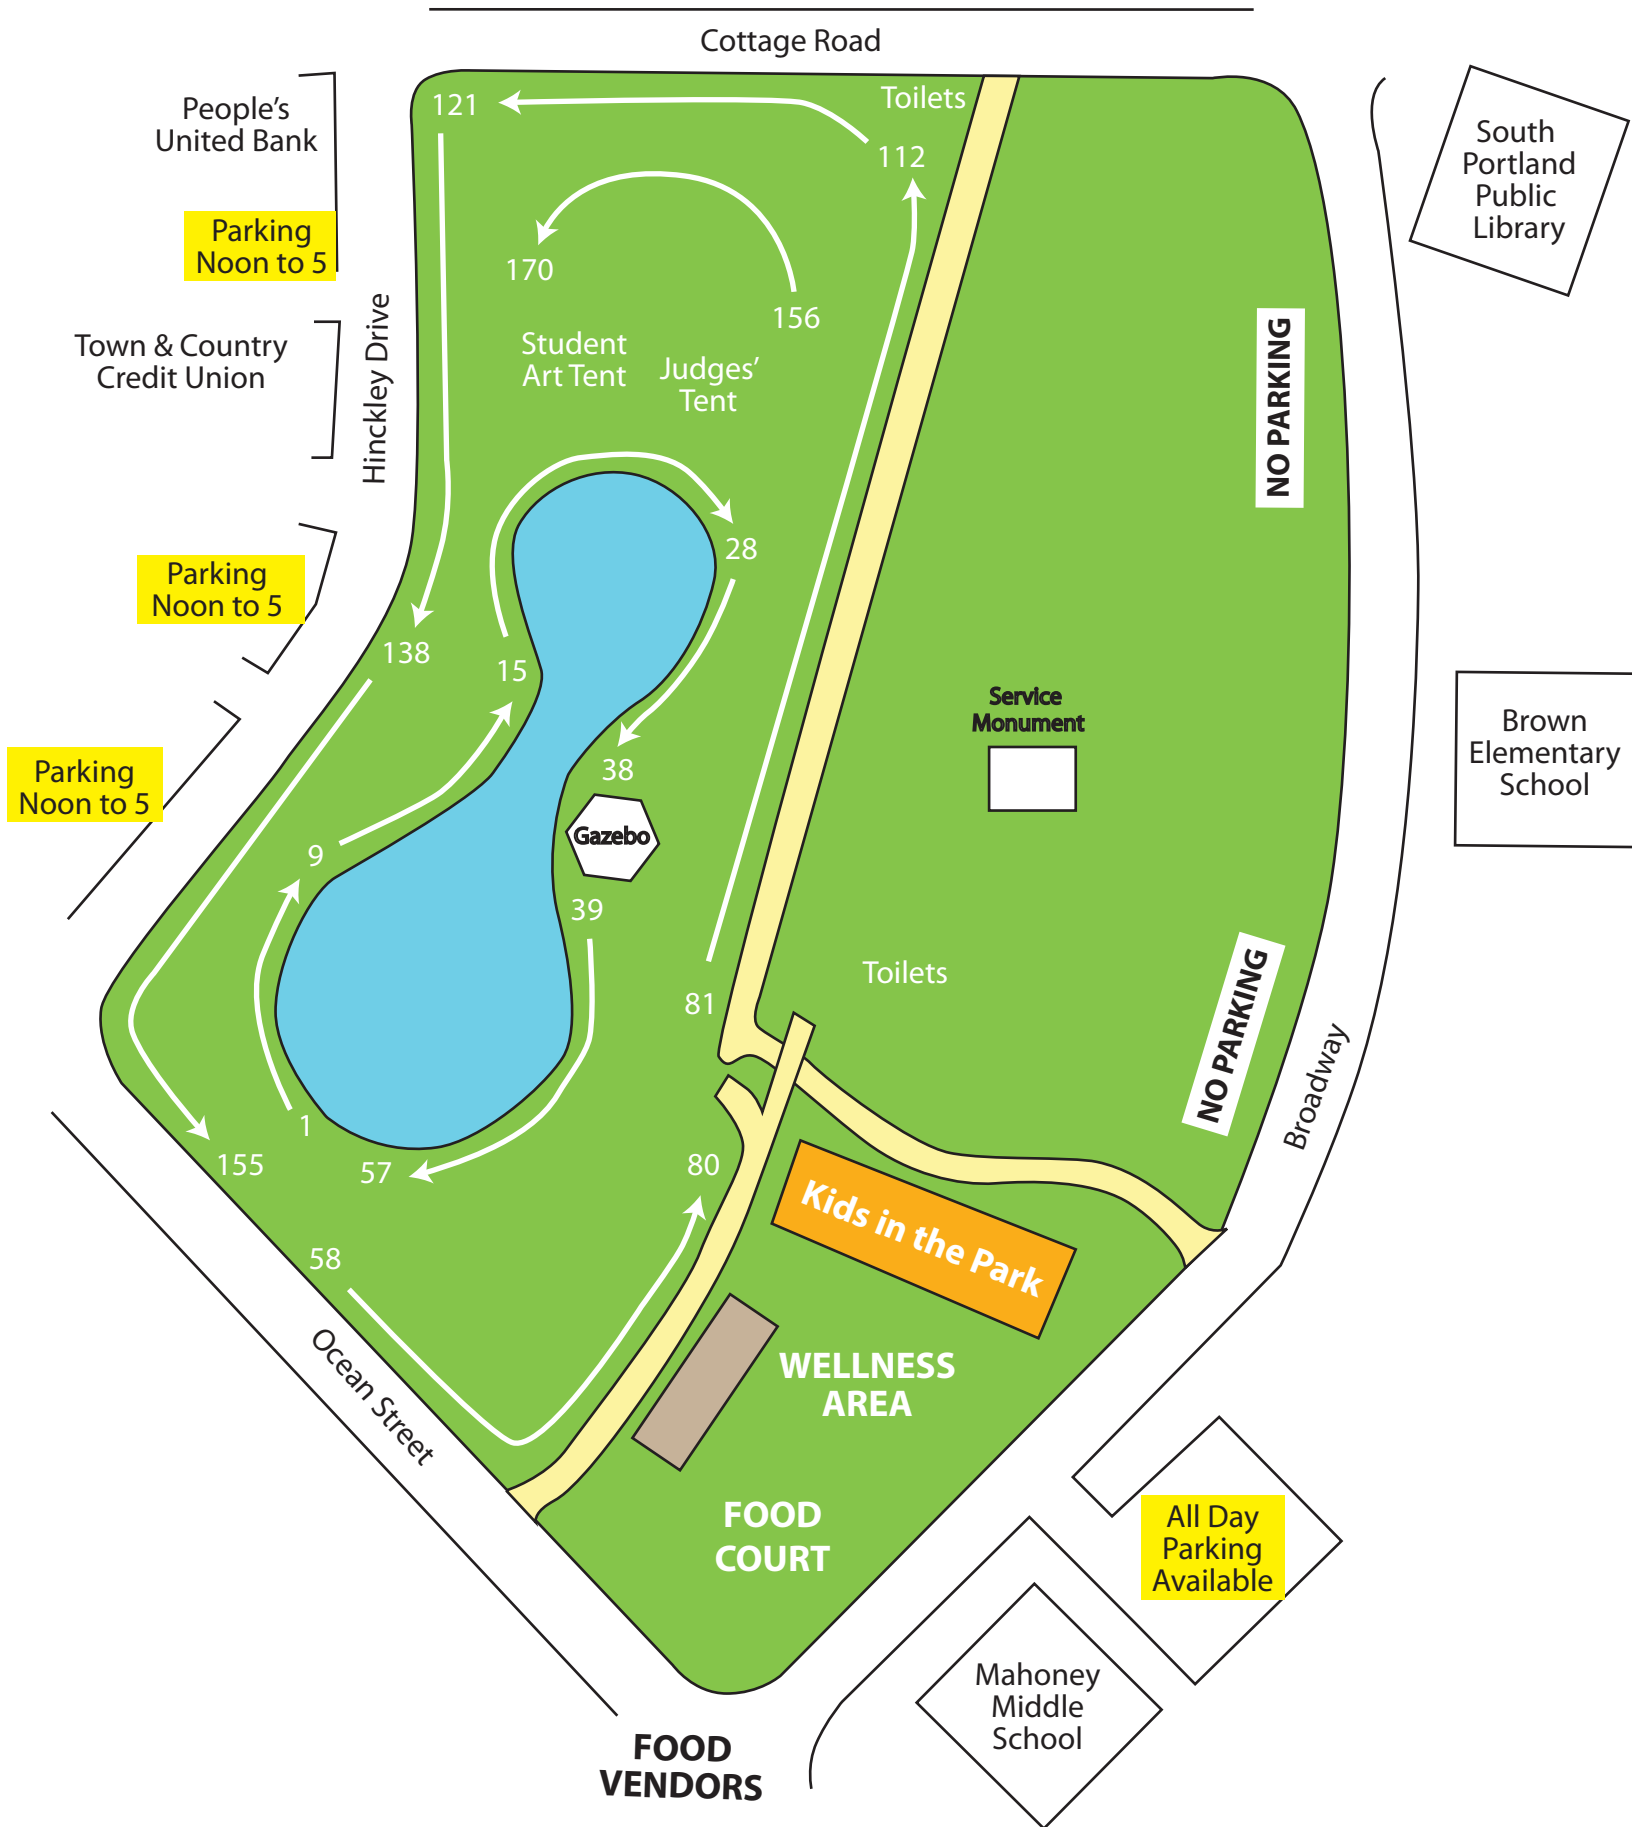 Cottage Road
People's
United Bank
121
Toilets
112
South
Portland
Public
Library
Parking
Noon to 5
170
156
Town & Country
Credit Union
Hinckley Drive
Student
Art Tent
Judges’
Tent
NO PARKING
28
Parking
Noon to 5
138
15
Service
Monument
Brown
Elementary
School
Parking
Noon to 5
38
Gazebo
9
39
Toilets
81
NO PARKING
Broadway
1
155
57
80
Kids in the Park
58
Ocean Street
WELLNESS
AREA
FOOD
COURT
All Day
Parking
Available
Mahoney
Middle
School
FOOD
VENDORS